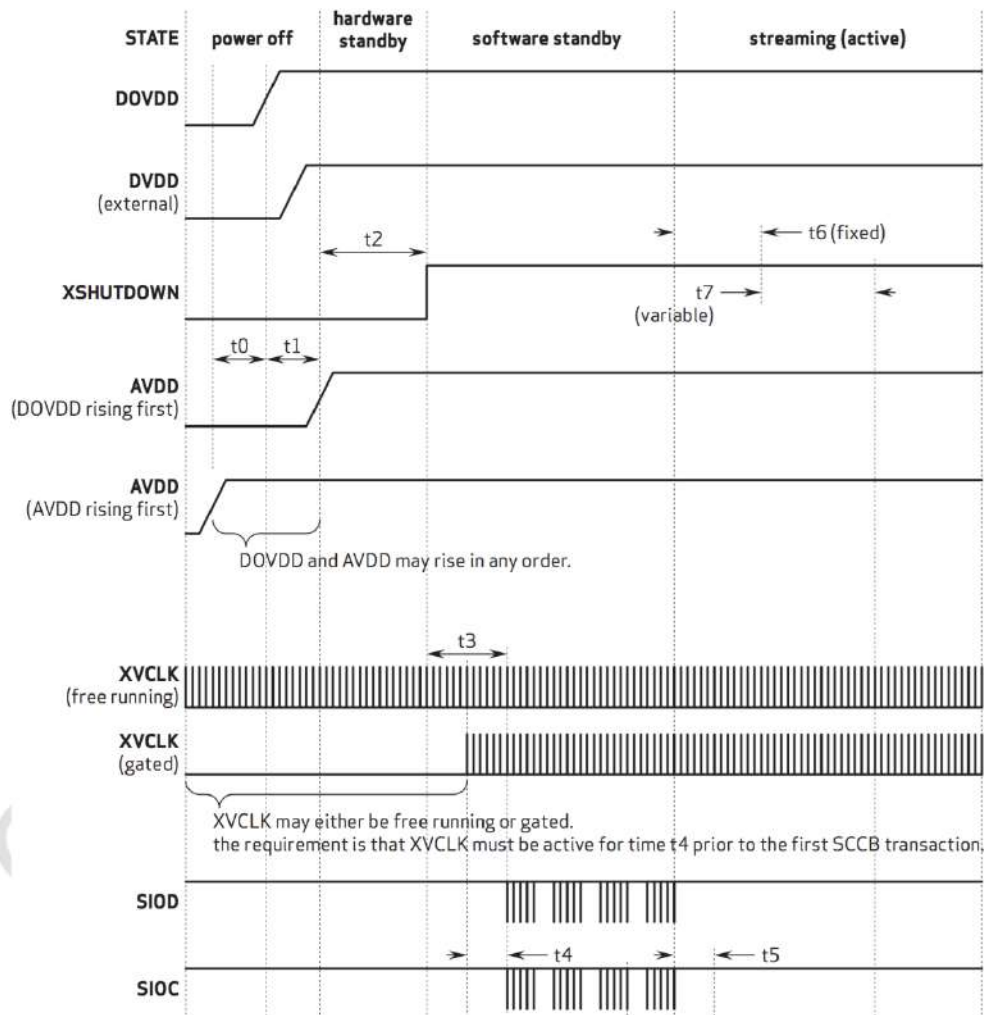 STATE power off hardware standby software standby streaming (active)
DOVDD
DVDD
(external)
t2
t6 (fixed)
XSHUTDOWN
t7
(variable)
t0 t1
AVDD
(DOVDD rising first)
AVDD
(AVDD rising first)
DOVDD and AVDD may rise in any order.
t3
XVCLK
(free running)
XVCLK
(gated)
XVCLK may either be free running or gated.
the requirement is that XVCLK must be active for time t4 prior to the first SCCB transaction.
SIOD
t4 t5
SIOC